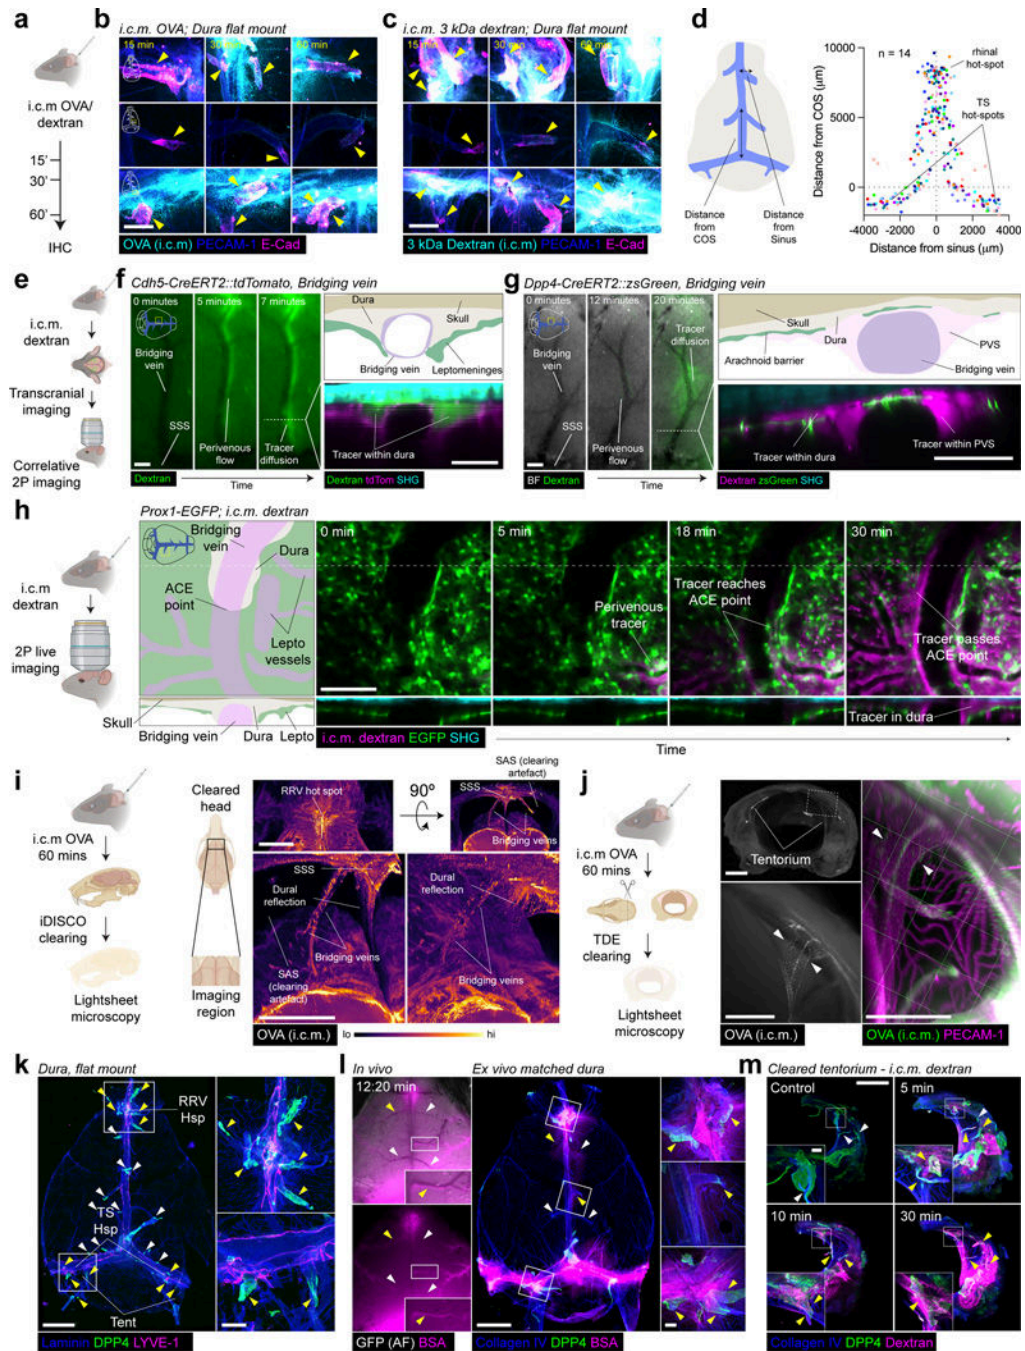 a
i.c.m OVA/
dextran
15'
30'
60'
IHC
b
i.c.m. OVA; Dura flat mount
15 min
30 min
60 min
OVA (i.c.m) PECAM-1 E-Cad
c
i.c.m. 3 kDa dextran; Dura flat mount
15 min
30 min
60 min
3 kDa Dextran (i.c.m) PECAM-1 E-Cad
d
Distance
from
COS
Distance
from
Sinus
n = 14
rhinal
hot-spot
TS
hot-spots
10000
5000
0
-4000 -2000 0 2000 4000
Distance from COS (µm)
Distance from sinus (µm)
e
i.c.m.
dextran
Transcranial
imaging
Correlative
2P imaging
f
Cdh5-CreERT2::tdTomato, Bridging vein
0 minutes
5 minutes
7 minutes
Bridging
vein
SSS
Perivenous
flow
Tracer
diffusion
Dextran
Time
Dura
Skull
Bridging vein
Leptomeninges
Tracer within dura
Dextran tdTom SHG
g
Dpp4-CreERT2::zsGreen, Bridging vein
0 minutes
12 minutes
20 minutes
Bridging
vein
SSS
Perivenous
flow
Tracer
diffusion
BF Dextran
Time
Skull
Dura
PVS
Arachnoid barrier
Bridging vein
Tracer within PVS
Tracer within dura
Dextran zsGreen SHG
h
Prox1-EGFP; i.c.m. dextran
i.c.m
dextran
2P live
imaging
Bridging
vein
Dura
ACE
point
Lepto
vessels
Skull
Bridging vein
Dura
Lepto
0 min
5 min
18 min
30 min
Perivenous
tracer
Tracer reaches
ACE point
Tracer passes
ACE point
Tracer in dura
i.c.m. dextran EGFP SHG
Time
i
i.c.m OVA
60 mins
iDISCO
clearing
Lightsheet
microscopy
Cleared
head
Imaging
region
RRV hot spot
90º
SAS (clearing
artefact)
SSS
Bridging veins
SSS
Dural
reflection
Dural
reflection
Bridging
veins
Bridging veins
SAS
(clearing
artefact)
OVA (i.c.m.)
lo
hi
j
i.c.m OVA
60 mins
TDE
clearing
Lightsheet
microscopy
Tentorium
OVA (i.c.m.)
OVA (i.c.m.) PECAM-1
k
Dura, flat mount
RRV
Hsp
TS
Hsp
Tent
Laminin DPP4 LYVE-1
l
In vivo
12:20 min
GFP (AF) BSA
Ex vivo matched dura
Collagen IV DPP4 BSA
m
Cleared tentorium - i.c.m. dextran
Control
5 min
10 min
30 min
Collagen IV DPP4 Dextran